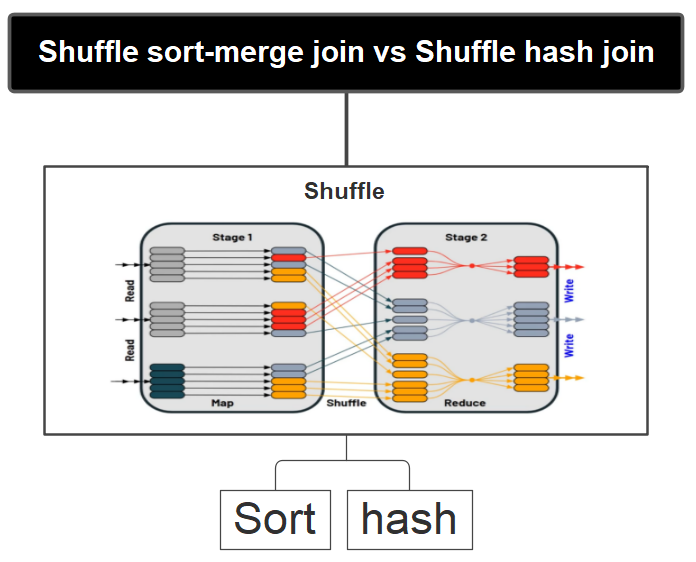 Shuffle sort-merge join vs Shuffle hash join
Shuffle
Stage 1
Stage 2
Read
Read
Write
Write
Map
Shuffle
Reduce
Sort
hash